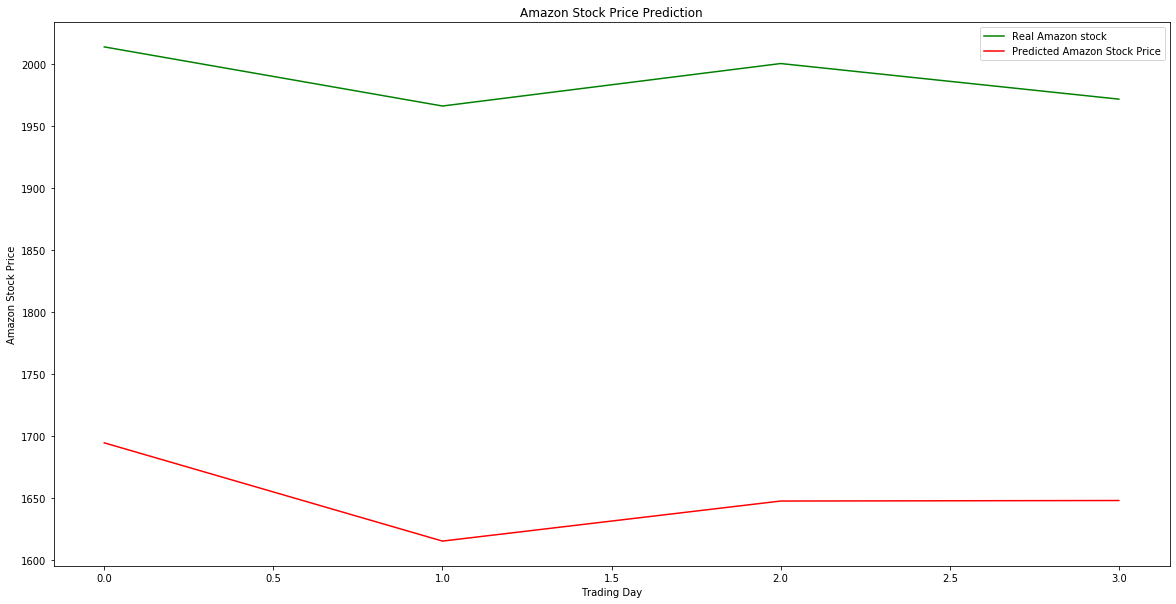 Amazon Stock Price Prediction
Real Amazon stock
Predicted Amazon Stock Price
Amazon Stock Price
2000
1950
1900
1850
1800
1750
1700
1650
1600
0.0 0.5 1.0 1.5 2.0 2.5 3.0
Trading Day